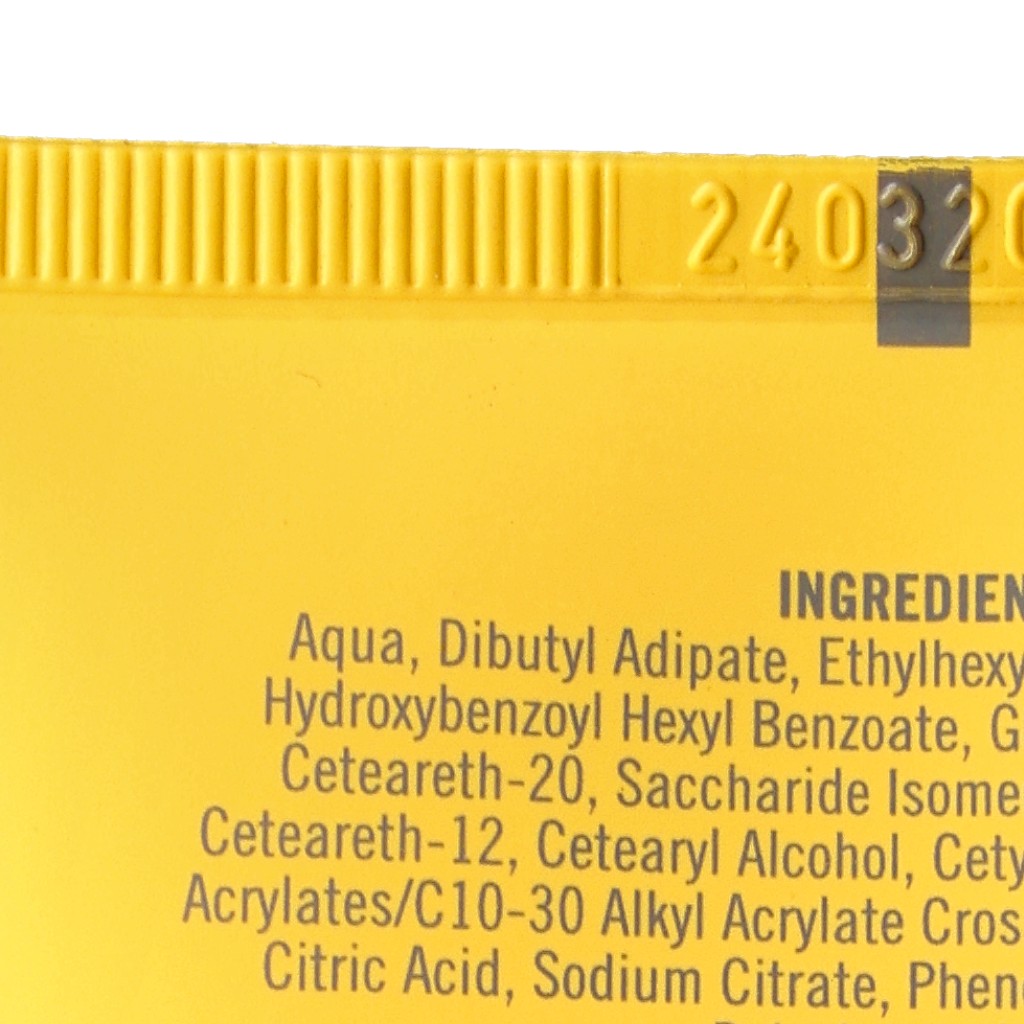 24032
INGREDIEN
Aqua, Dibutyl Adipate, Ethylhexy
Hydroxybenzoyl Hexyl Benzoate, G
Ceteareth-20, Saccharide Isome
Ceteareth-12, Cetearyl Alcohol, Cety
Acrylates/C10-30 Alkyl Acrylate Cros
Citric Acid, Sodium Citrate, Phen